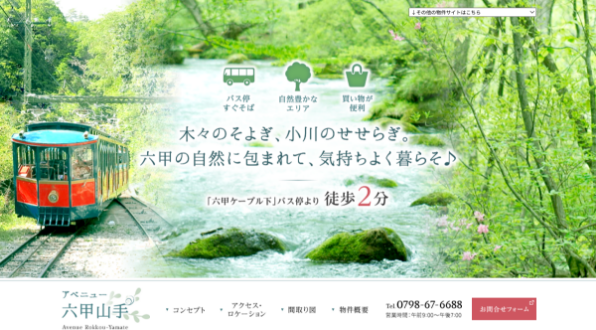 ↓その他の物件サイトはこちら
バス停
すぐそば
自然豊かな
エリア
買い物が
便利
木々のそよぎ、小川のせせらぎ。
六甲の自然に包まれて、気持ちよく暮らそ♪
「六甲ケーブル下」バス停より 徒歩2分
アベニュー
六甲山手
Avenue Rokkou-Yamate
コンセプト
アクセス・
ロケーション
間取り図
物件概要
Tel 0798-67-6688
営業時間:午前9:00〜午後7:00
お問合せフォーム